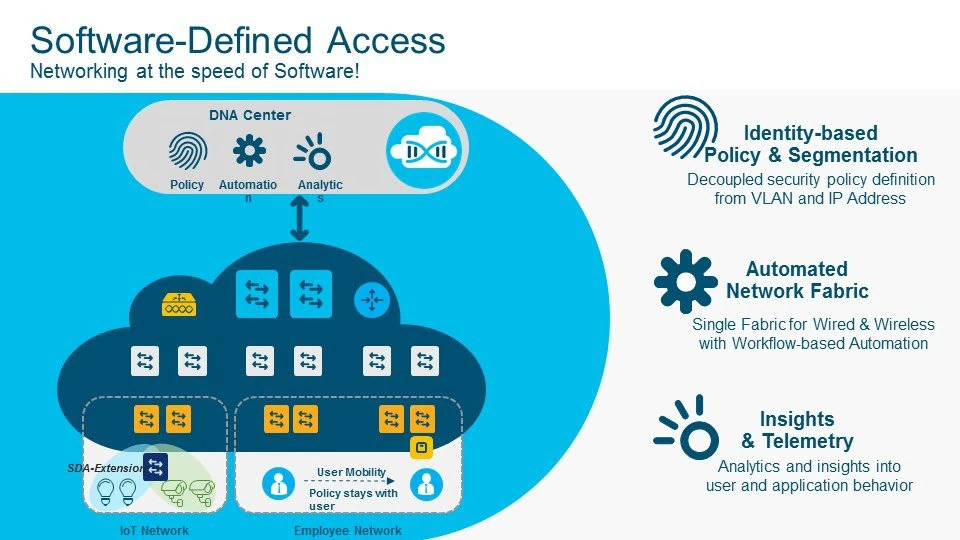 Software-Defined Access
Networking at the speed of Software!
DNA Center
Policy
Automatio
n
Analytic
s
SDA-Extension
User Mobility
Policy stays with
user
IoT Network
Employee Network
Identity-based
Policy & Segmentation
Decoupled security policy definition
from VLAN and IP Address
Automated
Network Fabric
Single Fabric for Wired & Wireless
with Workflow-based Automation
Insights
& Telemetry
Analytics and insights into
user and application behavior